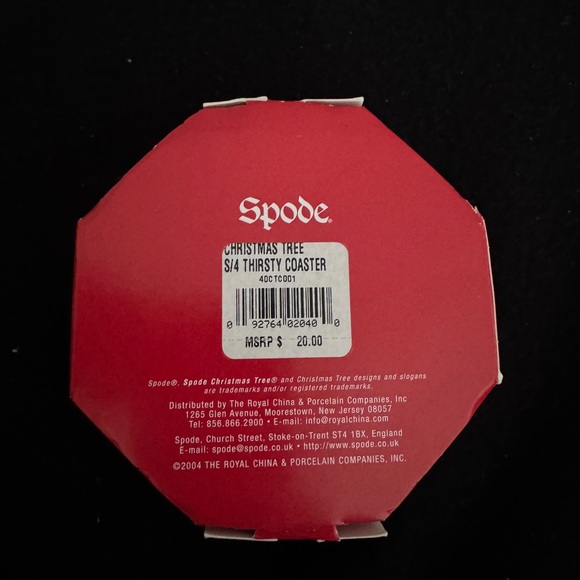 Spode®
CHRISTMAS TREE
S/4 THIRSTY COASTER
4DCTC001
0 92764 02040 0
MSRP $ 20.00
Spode®, Spode Christmas Tree® and Christmas Tree designs and slogans
are trademarks and/or registered trademarks.
Distributed by The Royal China & Porcelain Companies, Inc
1265 Glen Avenue, Moorestown, New Jersey 08057
Tel: 856.866.2900 • E-mail: info@royalchina.com
Spode, Church Street, Stoke-on-Trent ST4 1BX, England
E-mail: spode@spode.co.uk • http://www.spode.co.uk
©2004 THE ROYAL CHINA & PORCELAIN COMPANIES, INC.